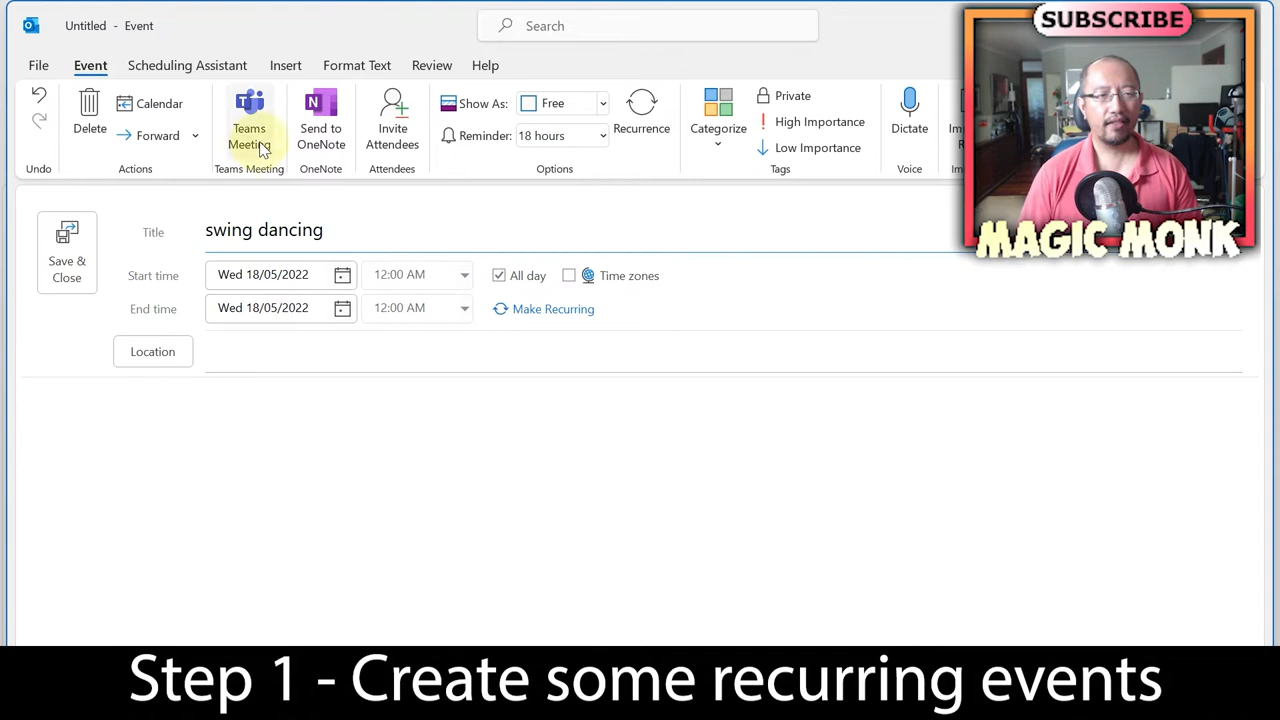 Untitled - Event
Search
SUBSCRIBE
File Event Scheduling Assistant Insert Format Text Review Help
Delete
Calendar
Forward
Teams Meeting
Send to OneNote
Invite Attendees
Show As: Free
Reminder: 18 hours
Recurrence
Categorize
Private
High Importance
Low Importance
Dictate
Undo Actions Teams Meeting OneNote Attendees Options Tags Voice
MAGIC MONK
Save & Close
Title swing dancing
Start time Wed 18/05/2022 12:00 AM All day Time zones
End time Wed 18/05/2022 12:00 AM Make Recurring
Location
Step 1 - Create some recurring events